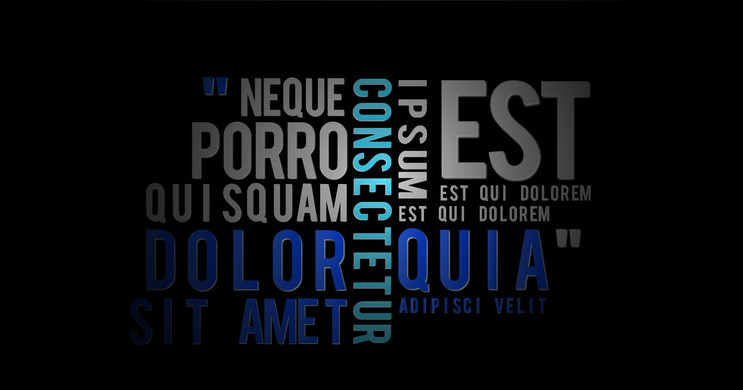 " NEQUE
PORRO
QUISQUAM
DOLOR
SIT AMET
CONSECTETUR
IPSUM
EST
EST QUI DOLOREM
EST QUI DOLOREM
QUIA"
ADIPISCI VELIT